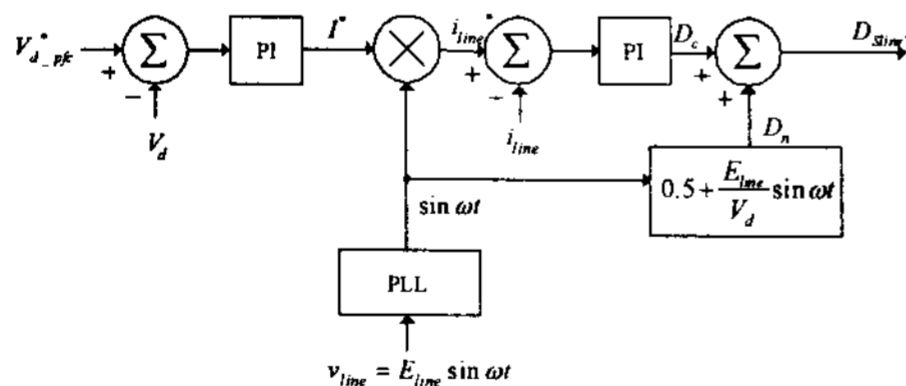 V*d_pfc
+
−
Σ
Vd
PI
I*
×
i*line
+
−
Σ
iline
PI
Dc
+
+
Σ
DSline
Dn
0.5 + Eline/Vd sin ωt
sin ωt
PLL
vline = Eline sin ωt